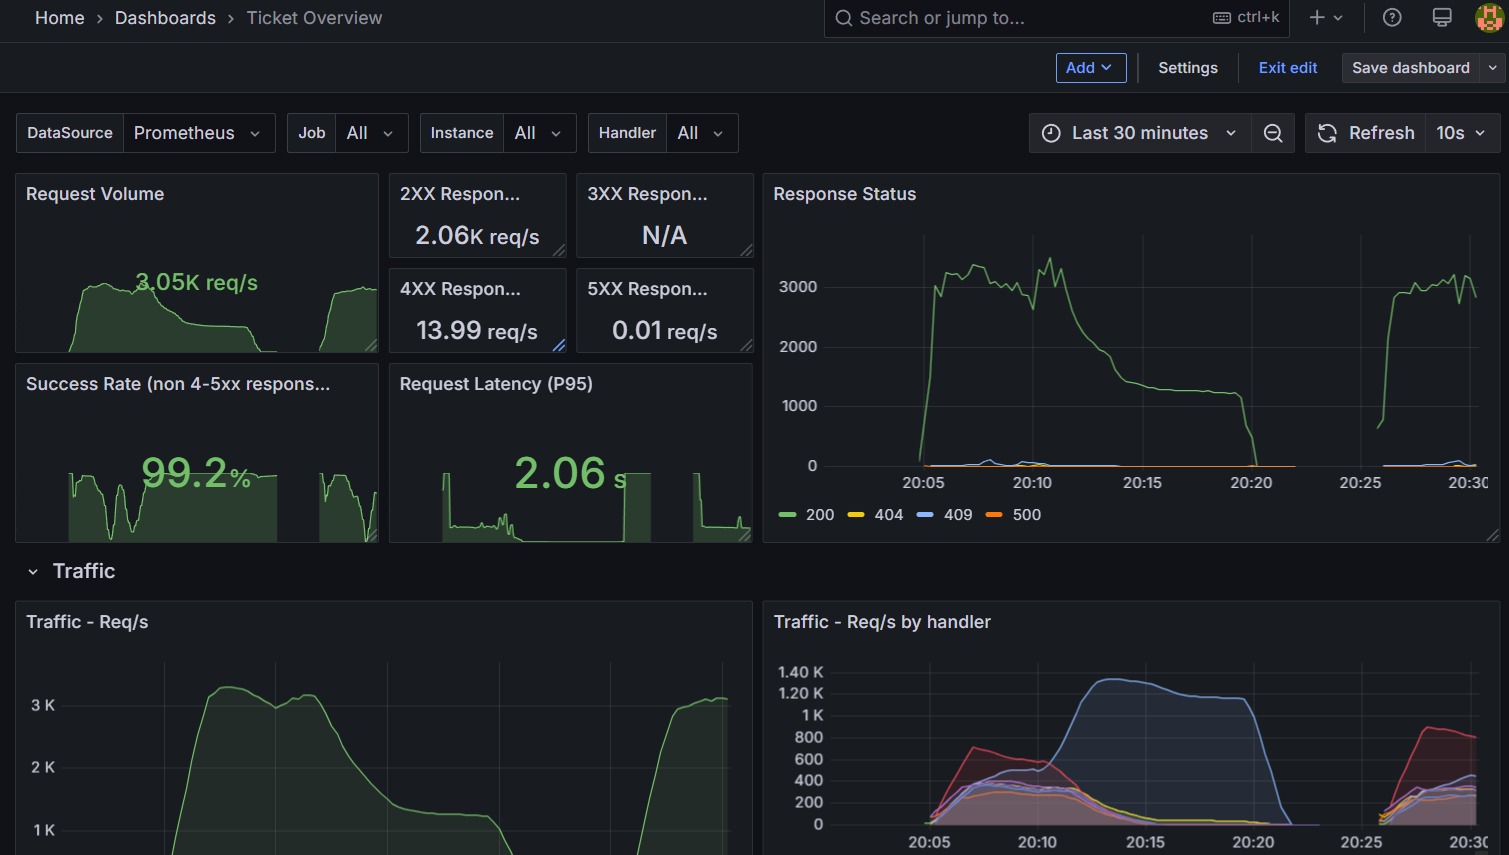 Home › Dashboards › Ticket Overview
Search or jump to... ctrl+k
Add Settings Exit edit Save dashboard
DataSource Prometheus Job All Instance All Handler All Last 30 minutes Refresh 10s
Request Volume
3.05K req/s
2XX Respon...
2.06K req/s
3XX Respon...
N/A
4XX Respon...
13.99 req/s
5XX Respon...
0.01 req/s
Success Rate (non 4-5xx respons...
99.2%
Request Latency (P95)
2.06 s
Response Status
3000
2000
1000
0
20:05 20:10 20:15 20:20 20:25 20:30
200 404 409 500
Traffic
Traffic - Req/s
3 K
2 K
1 K
Traffic - Req/s by handler
1.40 K
1.20 K
1 K
800
600
400
200
0
20:05 20:10 20:15 20:20 20:25 20:30